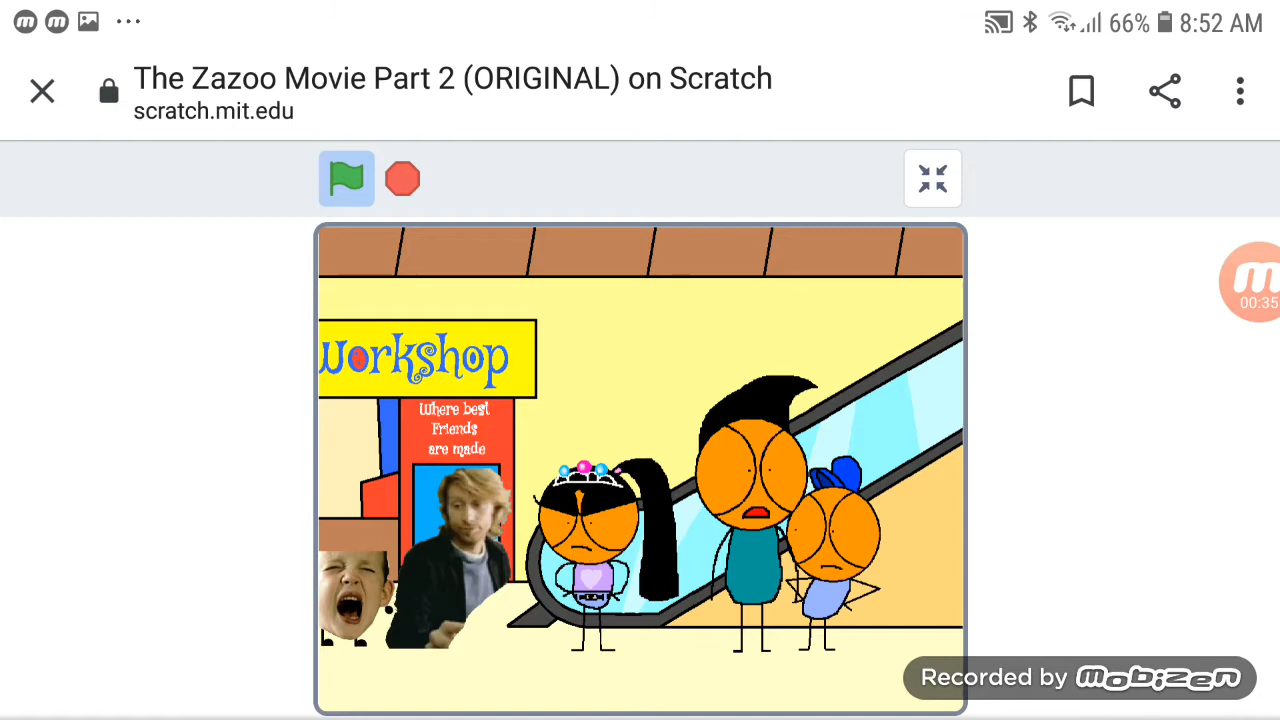 66% 8:52 AM
The Zazoo Movie Part 2 (ORIGINAL) on Scratch
scratch.mit.edu
00:35
Workshop
Where best
Friends
are made
Recorded by mobizen